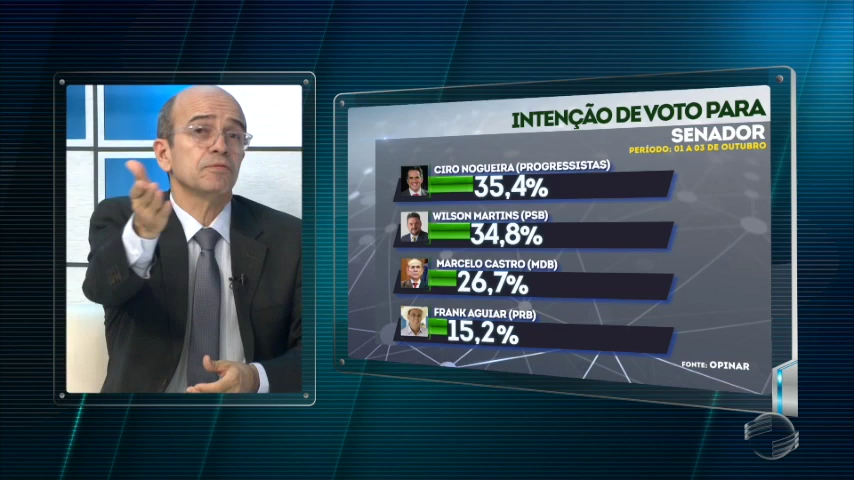 INTENÇÃO DE VOTO PARA
SENADOR
PERÍODO: 01 A 03 DE OUTUBRO
CIRO NOGUEIRA (PROGRESSISTAS)
35,4%
WILSON MARTINS (PSB)
34,8%
MARCELO CASTRO (MDB)
26,7%
FRANK AGUIAR (PRB)
15,2%
FONTE: OPINAR